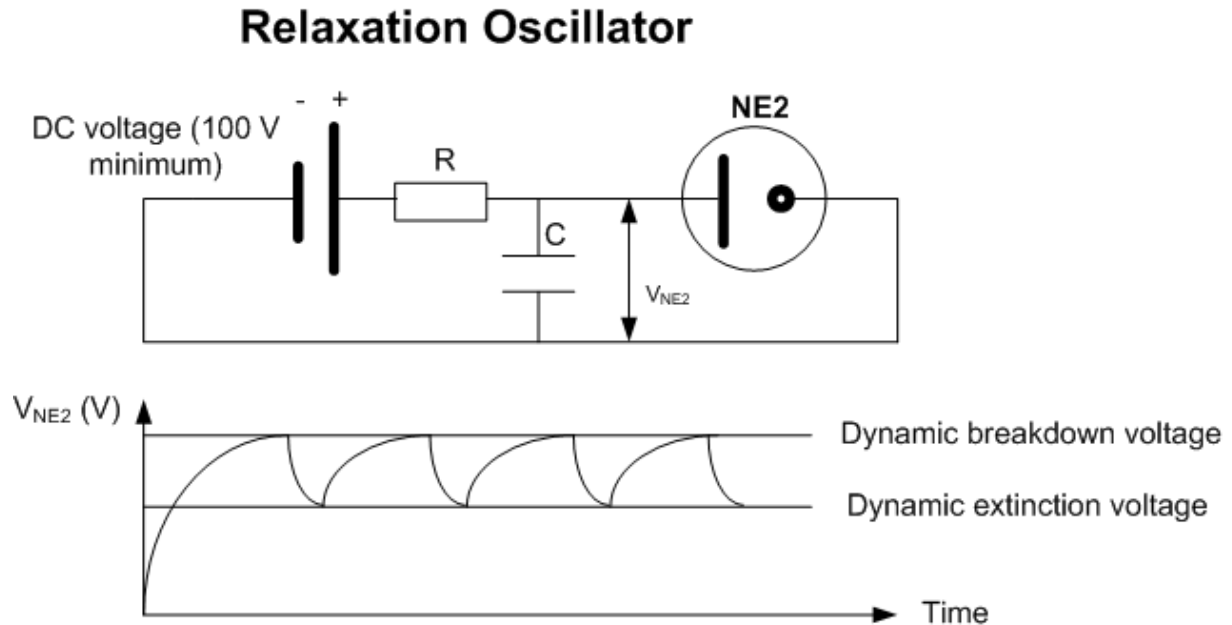 Relaxation Oscillator
- +
DC voltage (100 V
minimum)
R
NE2
C
VNE2
VNE2 (V)
Dynamic breakdown voltage
Dynamic extinction voltage
Time